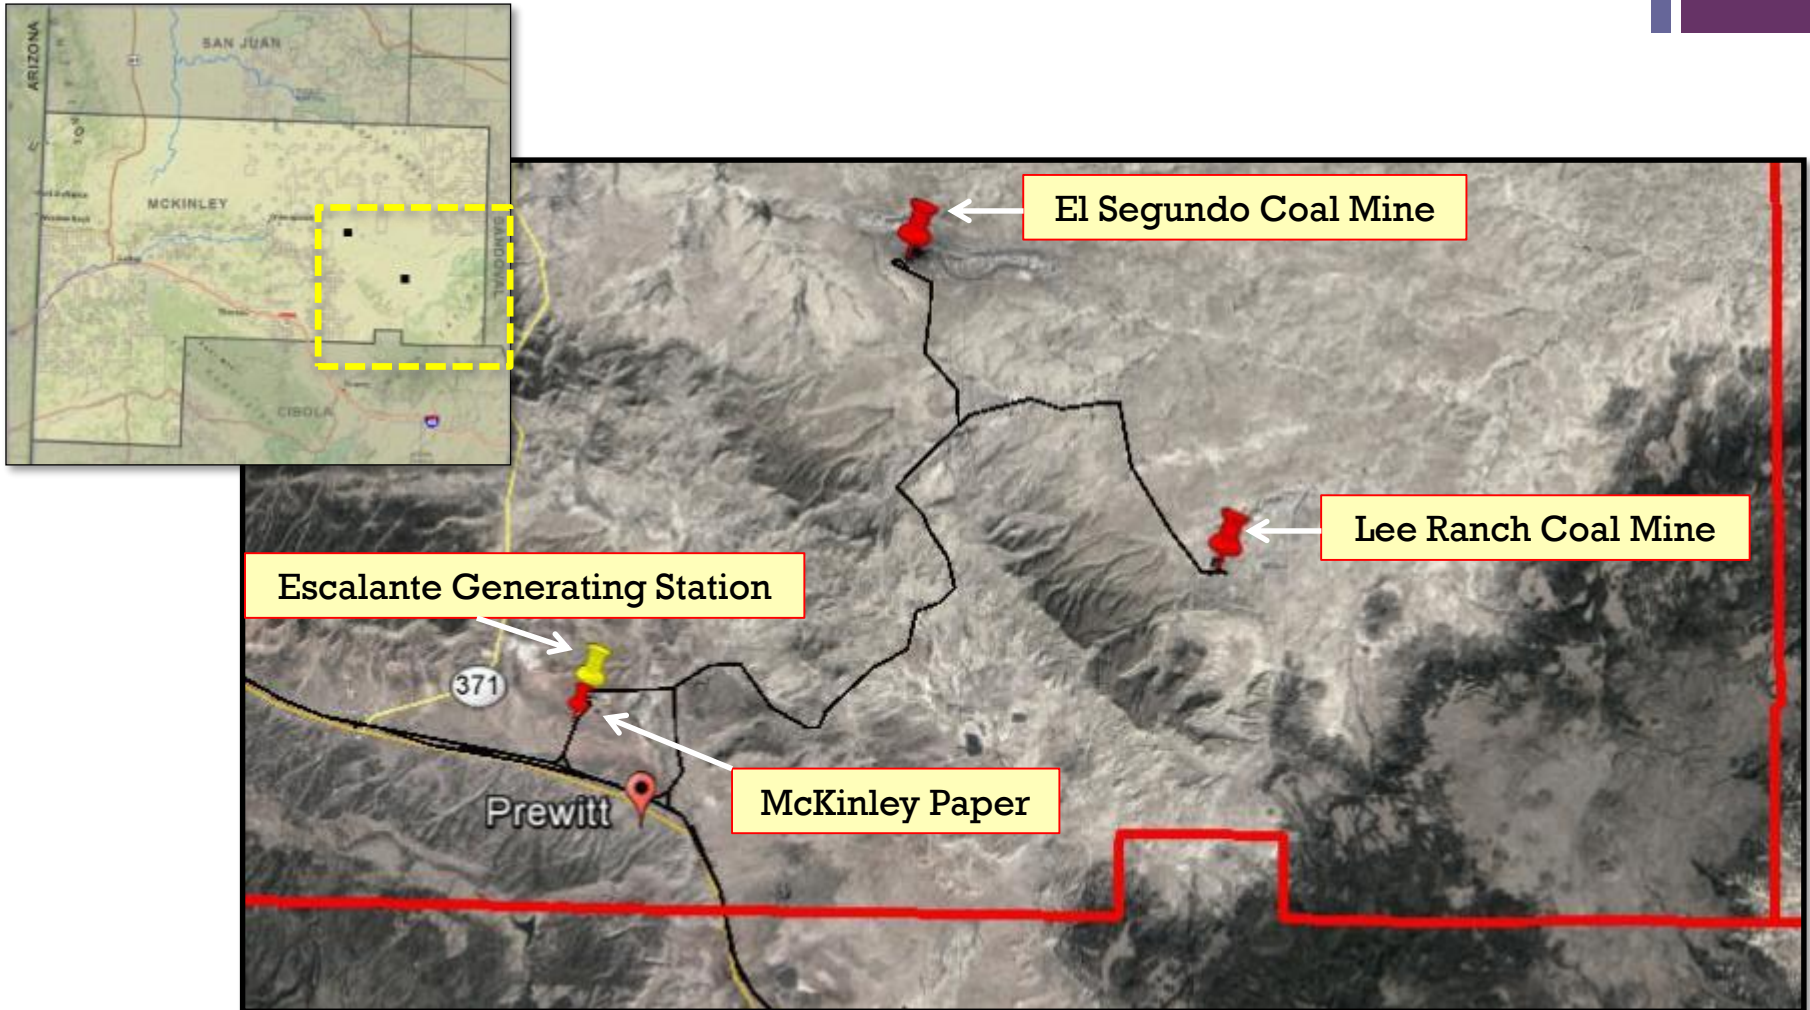 ARIZONA
SAN JUAN
MCKINLEY
SANDOVAL
CIBOLA
El Segundo Coal Mine
Lee Ranch Coal Mine
Escalante Generating Station
371
McKinley Paper
Prewitt